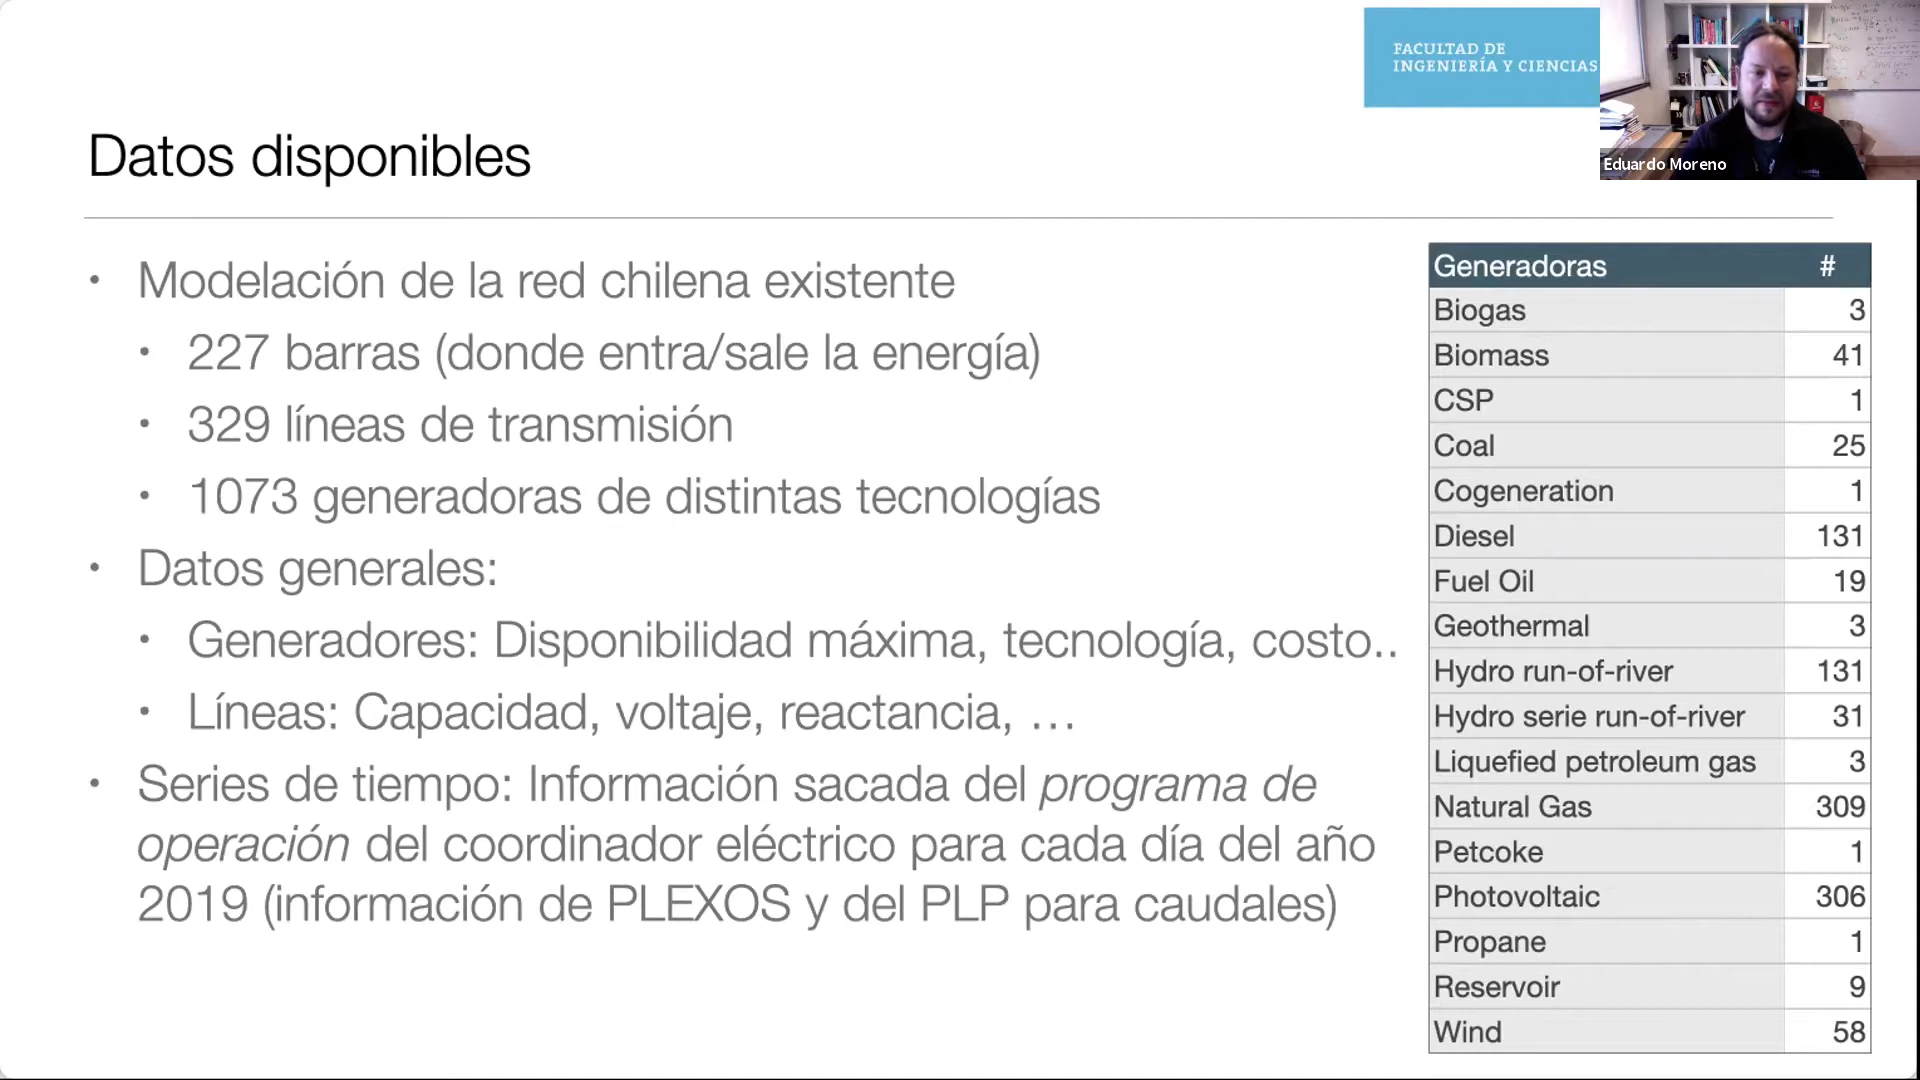 FACULTAD DE
INGENIERÍA Y CIENCIAS
Eduardo Moreno
Datos disponibles
• Modelación de la red chilena existente
• 227 barras (donde entra/sale la energía)
• 329 líneas de transmisión
• 1073 generadoras de distintas tecnologías
• Datos generales:
• Generadores: Disponibilidad máxima, tecnología, costo..
• Líneas: Capacidad, voltaje, reactancia, …
• Series de tiempo: Información sacada del programa de
operación del coordinador eléctrico para cada día del año
2019 (información de PLEXOS y del PLP para caudales)
Generadoras #
Biogas 3
Biomass 41
CSP 1
Coal 25
Cogeneration 1
Diesel 131
Fuel Oil 19
Geothermal 3
Hydro run-of-river 131
Hydro serie run-of-river 31
Liquefied petroleum gas 3
Natural Gas 309
Petcoke 1
Photovoltaic 306
Propane 1
Reservoir 9
Wind 58